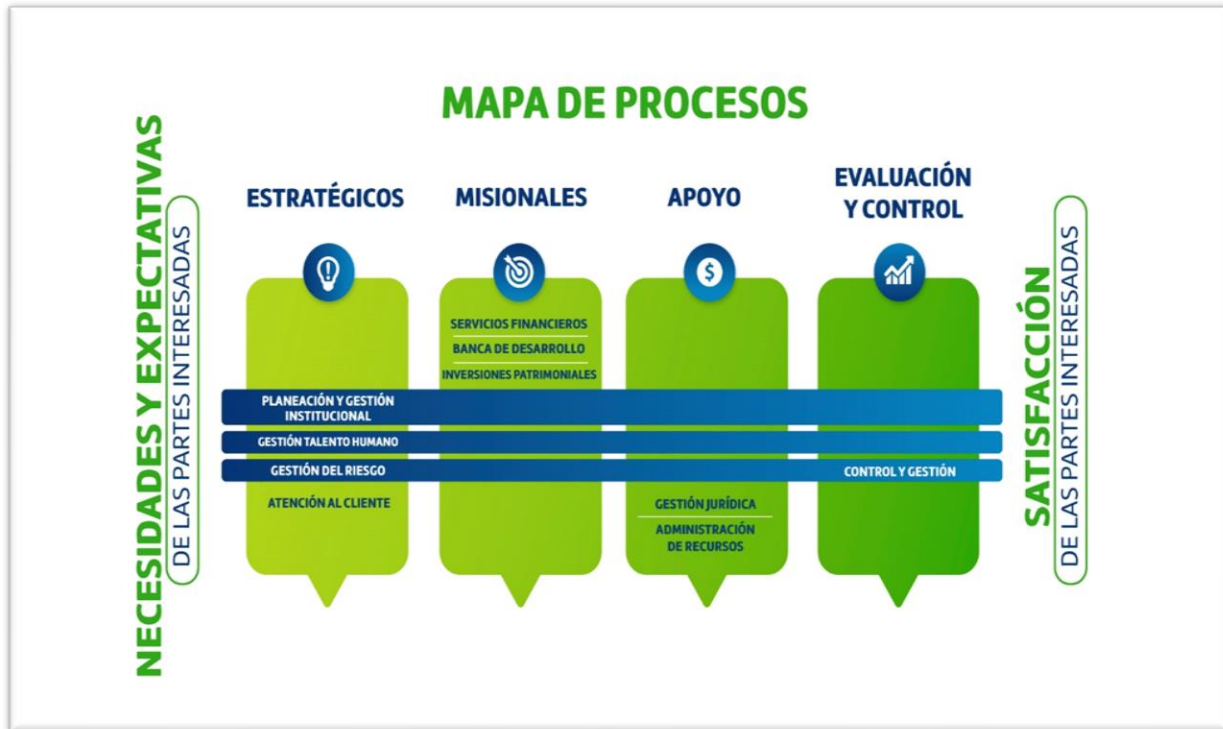 MAPA DE PROCESOS
NECESIDADES Y EXPECTATIVAS
DE LAS PARTES INTERESADAS
ESTRATÉGICOS
MISIONALES
APOYO
EVALUACIÓN
Y CONTROL
SERVICIOS FINANCIEROS
BANCA DE DESARROLLO
INVERSIONES PATRIMONIALES
PLANEACIÓN Y GESTIÓN
INSTITUCIONAL
GESTIÓN TALENTO HUMANO
GESTIÓN DEL RIESGO
CONTROL Y GESTIÓN
ATENCIÓN AL CLIENTE
GESTIÓN JURÍDICA
ADMINISTRACIÓN
DE RECURSOS
SATISFACCIÓN
DE LAS PARTES INTERESADAS